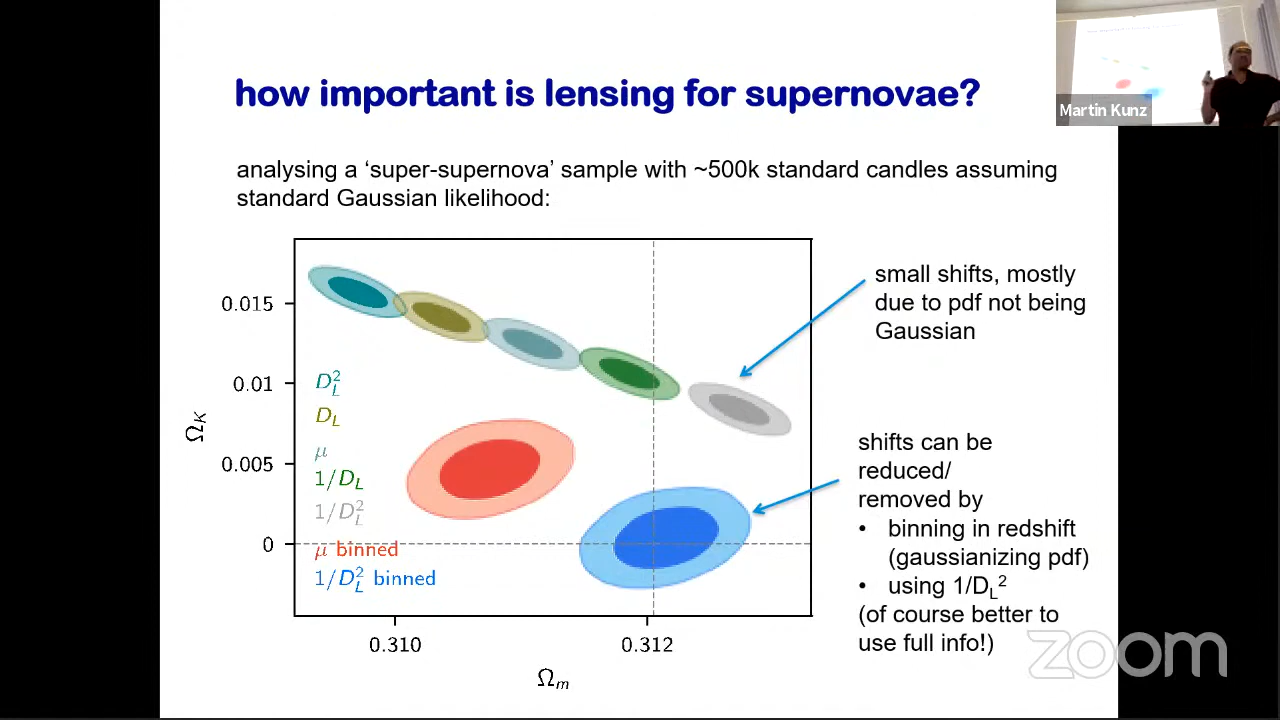 how important is lensing for supernovae?
Martin Kunz
analysing a ‘super-supernova’ sample with ~500k standard candles assuming
standard Gaussian likelihood:
0.015
0.01
0.005
0
Ω_K
D_L^2
D_L
μ
1/D_L
1/D_L^2
μ binned
1/D_L^2 binned
0.310
0.312
Ω_m
small shifts, mostly
due to pdf not being
Gaussian
shifts can be
reduced/
removed by
• binning in redshift
(gaussianizing pdf)
• using 1/D_L^2
(of course better to
use full info!)
zoom